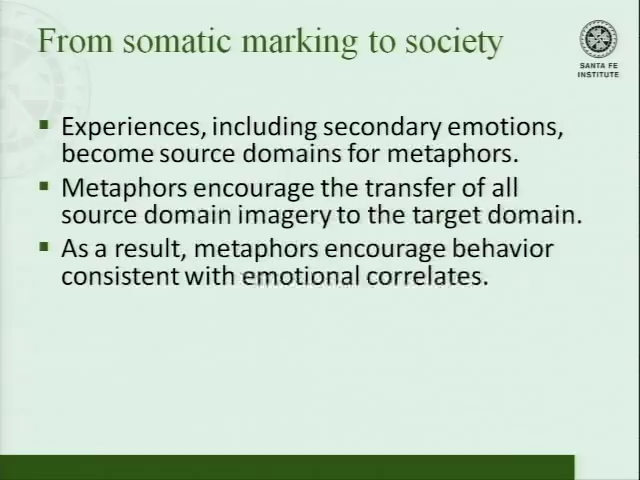 From somatic marking to society
SANTA FE
INSTITUTE
Experiences, including secondary emotions,
become source domains for metaphors.
Metaphors encourage the transfer of all
source domain imagery to the target domain.
As a result, metaphors encourage behavior
consistent with emotional correlates.